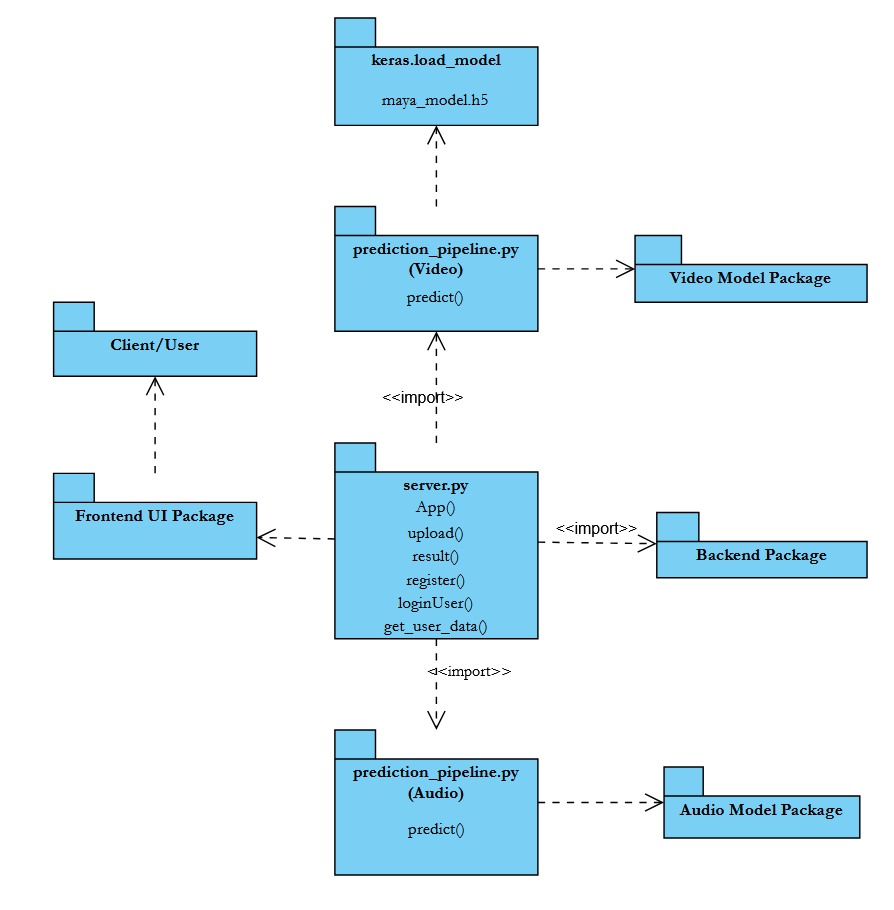 keras.load_model
maya_model.h5
prediction_pipeline.py
(Video)
predict()
Video Model Package
Client/User
<<import>>
Frontend UI Package
server.py
App()
upload()
result()
register()
loginUser()
get_user_data()
<<import>>
Backend Package
<<import>>
prediction_pipeline.py
(Audio)
predict()
Audio Model Package